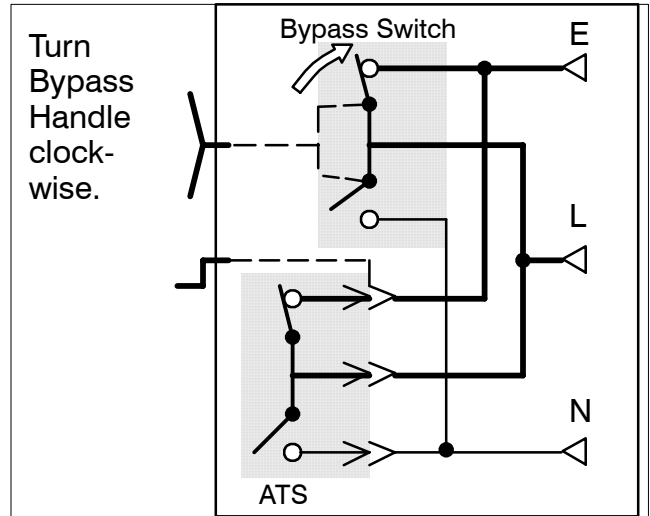 Turn
Bypass
Handle
clock-
wise.
Bypass Switch
E
L
N
ATS